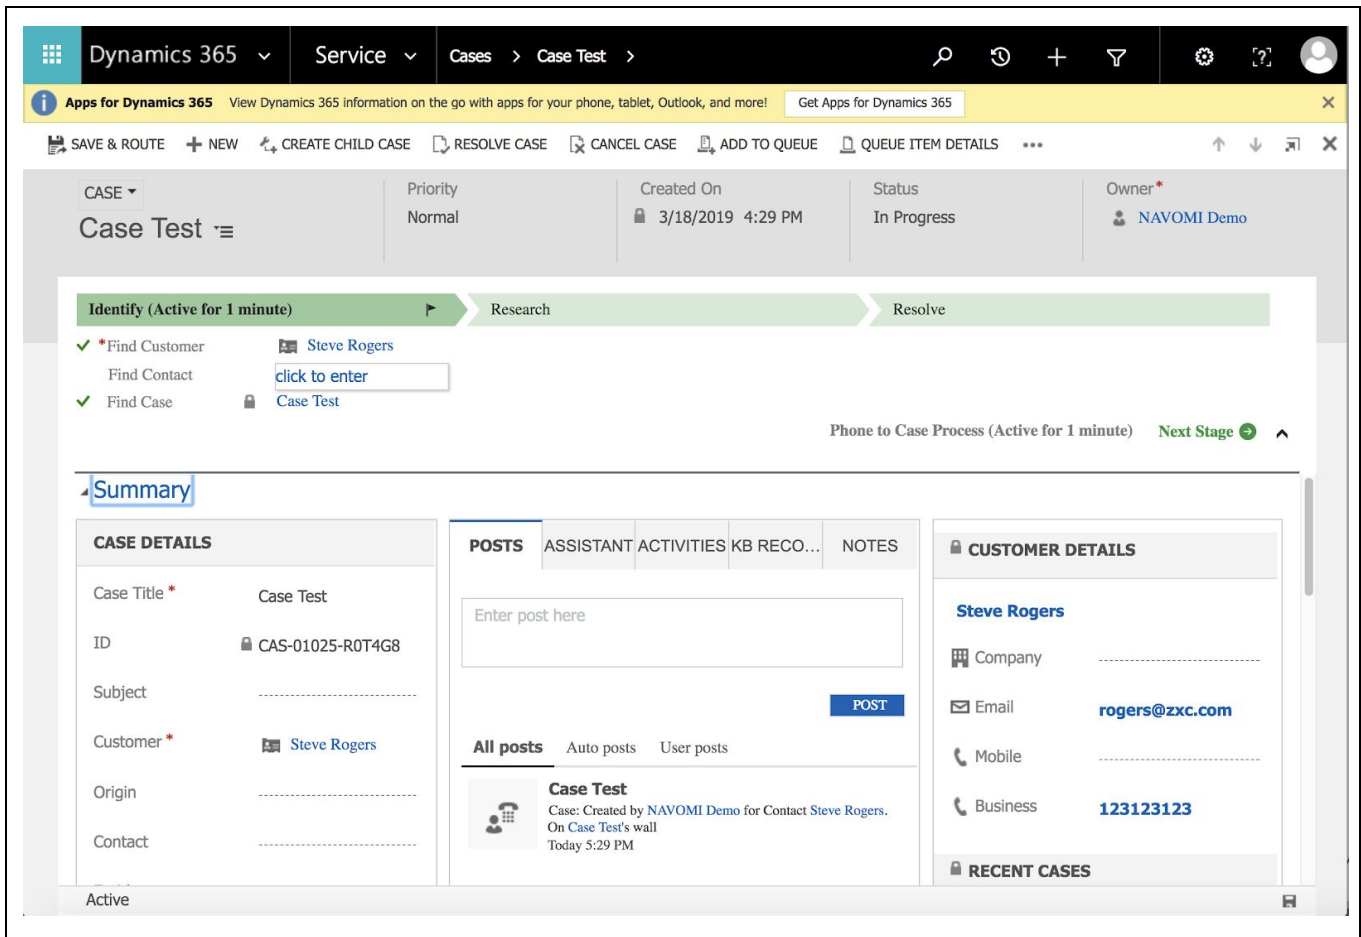 Dynamics 365 Service Cases > Case Test >
Apps for Dynamics 365 View Dynamics 365 information on the go with apps for your phone, tablet, Outlook, and more! Get Apps for Dynamics 365
SAVE & ROUTE NEW CREATE CHILD CASE RESOLVE CASE CANCEL CASE ADD TO QUEUE QUEUE ITEM DETAILS
CASE
Case Test
Priority
Normal
Created On
3/18/2019 4:29 PM
Status
In Progress
Owner*
NAVOMI Demo
Identify (Active for 1 minute) Research Resolve
*Find Customer Steve Rogers
Find Contact click to enter
Find Case Case Test
Phone to Case Process (Active for 1 minute) Next Stage
Summary
CASE DETAILS
Case Title * Case Test
ID CAS-01025-R0T4G8
Subject
Customer * Steve Rogers
Origin
Contact
POSTS ASSISTANT ACTIVITIES KB RECO... NOTES
Enter post here
POST
All posts Auto posts User posts
Case Test
Case: Created by NAVOMI Demo for Contact Steve Rogers.
On Case Test's wall
Today 5:29 PM
CUSTOMER DETAILS
Steve Rogers
Company
Email rogers@zxc.com
Mobile
Business 123123123
RECENT CASES
Active